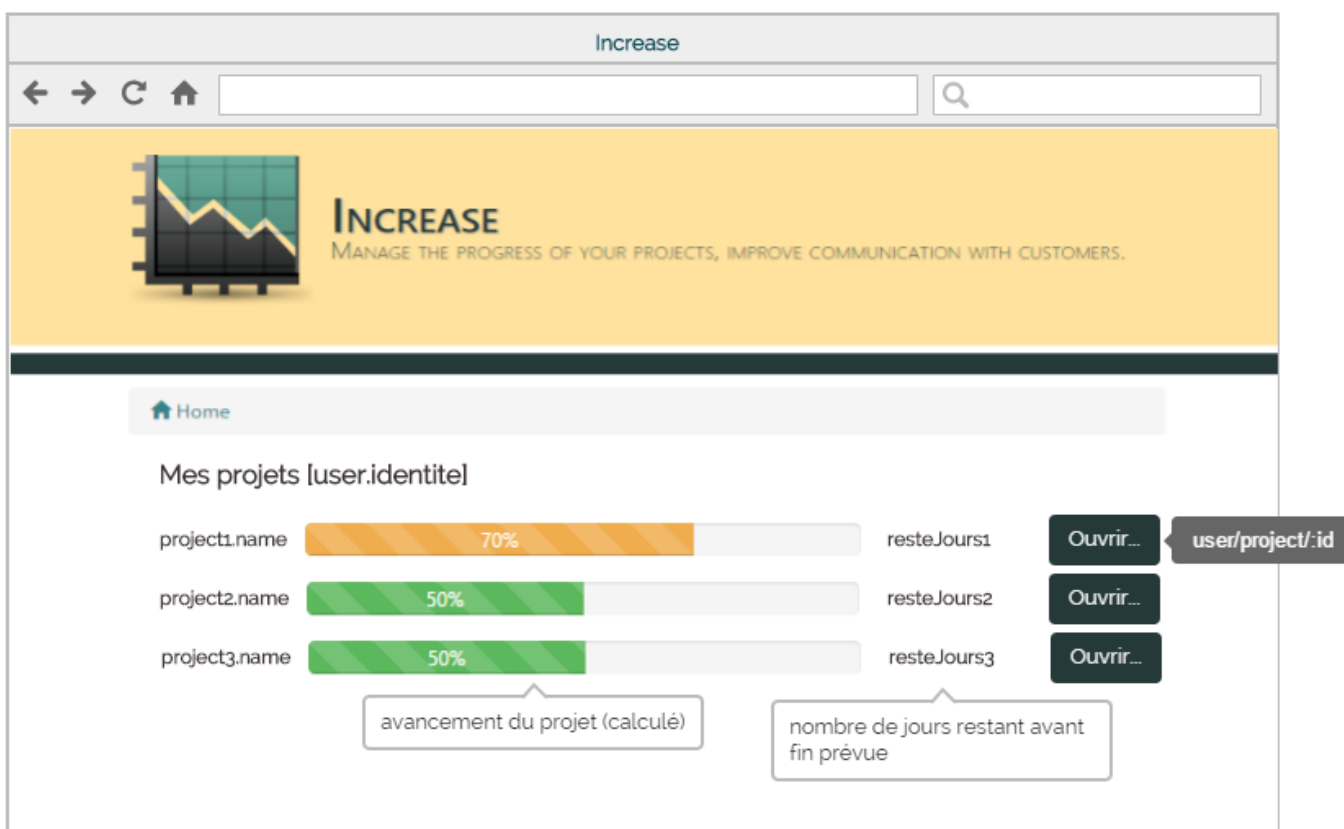 Increase
INCREASE
MANAGE THE PROGRESS OF YOUR PROJECTS, IMPROVE COMMUNICATION WITH CUSTOMERS.
Home
Mes projets [user.identite]
project1.name 70% resteJours1 Ouvrir... user/project/:id
project2.name 50% resteJours2 Ouvrir...
project3.name 50% resteJours3 Ouvrir...
avancement du projet (calculé)
nombre de jours restant avant
fin prévue